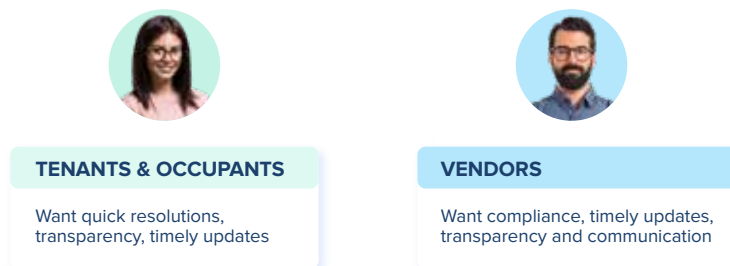 TENANTS & OCCUPANTS
Want quick resolutions,
transparency, timely updates
VENDORS
Want compliance, timely updates,
transparency and communication